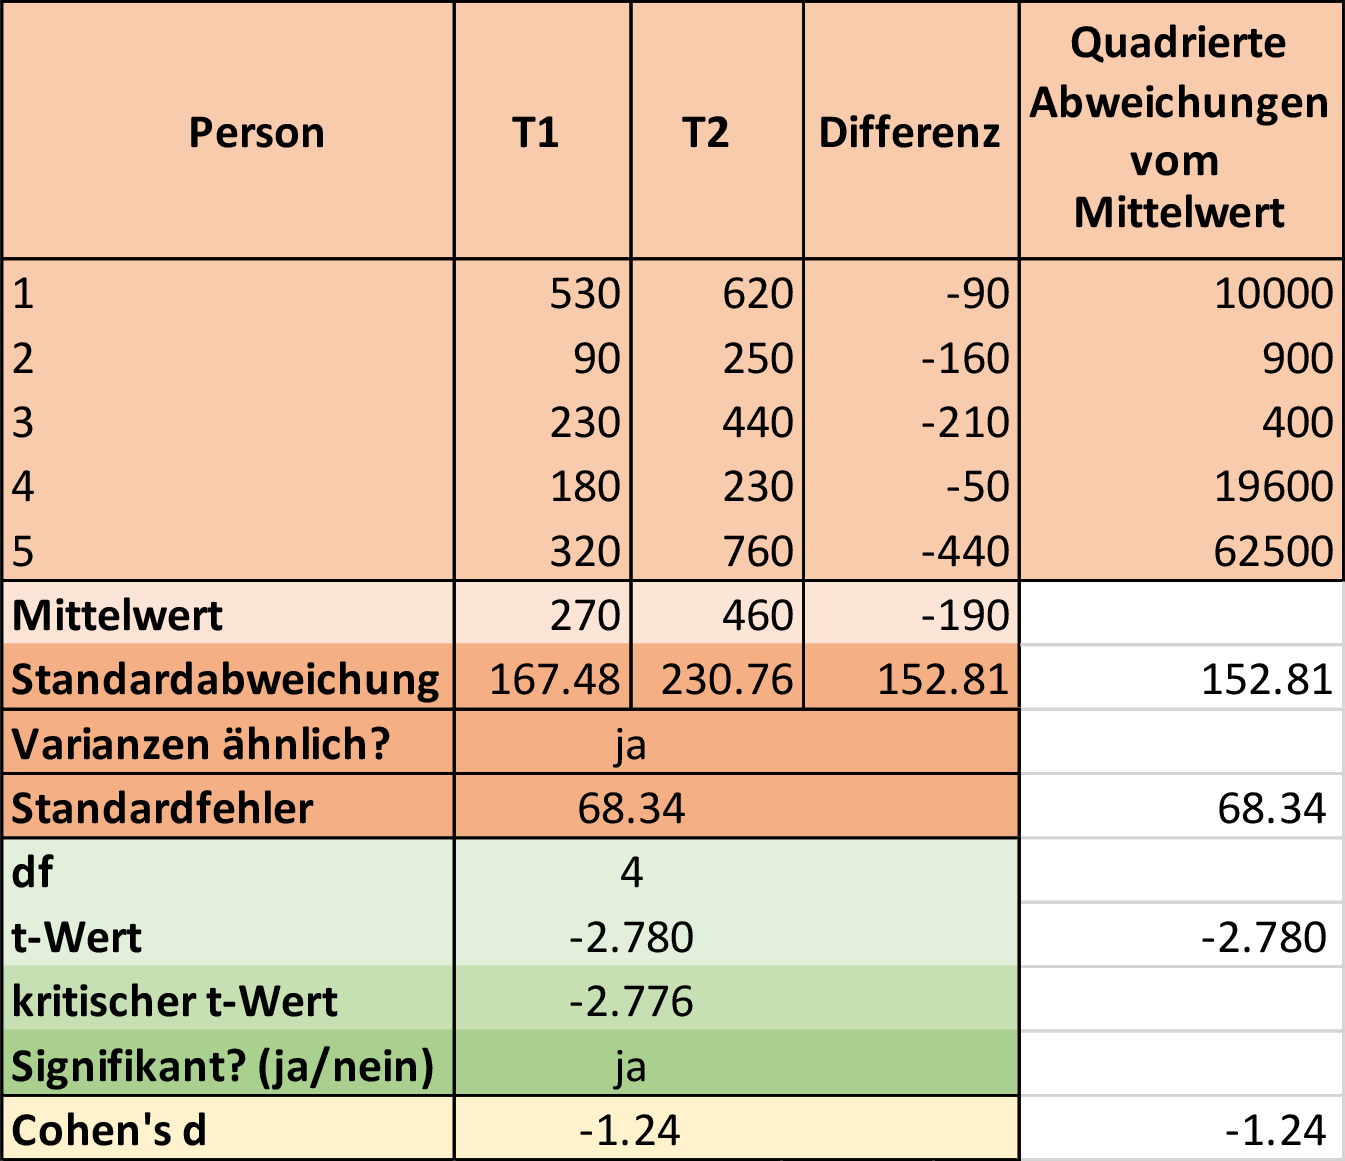 Person T1 T2 Differenz Quadrierte Abweichungen vom Mittelwert
1 530 620 -90 10000
2 90 250 -160 900
3 230 440 -210 400
4 180 230 -50 19600
5 320 760 -440 62500
Mittelwert 270 460 -190
Standardabweichung 167.48 230.76 152.81 152.81
Varianzen ähnlich? ja
Standardfehler 68.34 68.34
df 4
t-Wert -2.780 -2.780
kritischer t-Wert -2.776
Signifikant? (ja/nein) ja
Cohen's d -1.24 -1.24